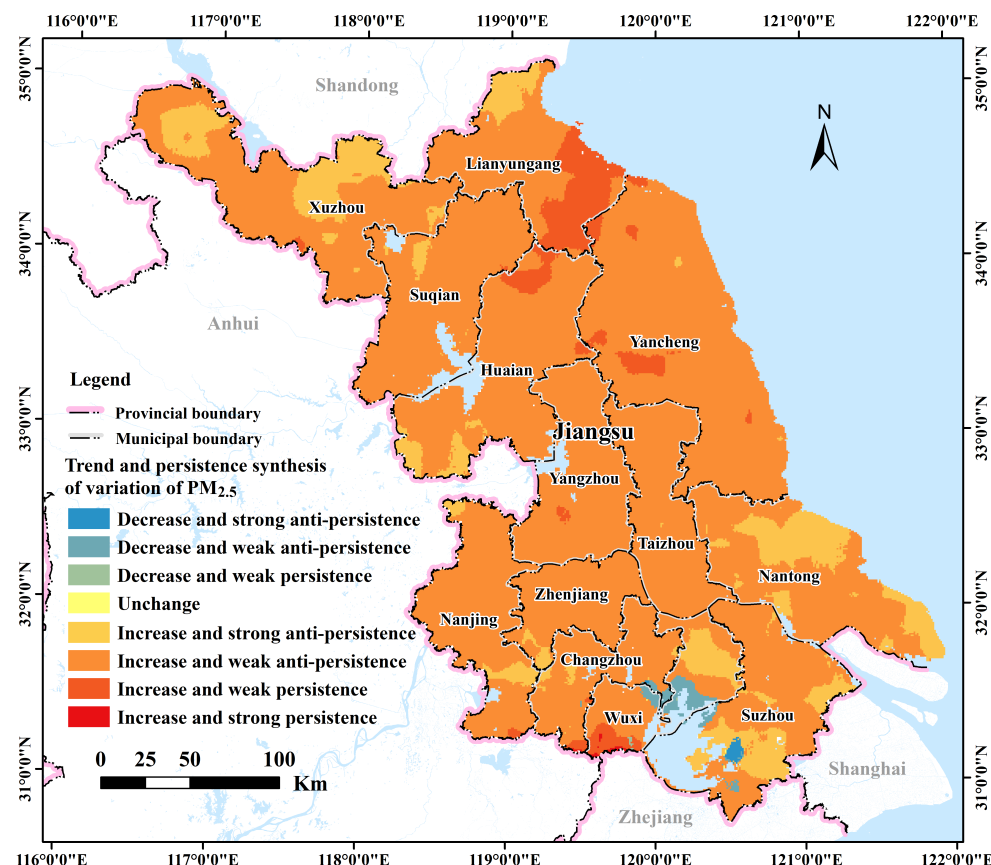 116°0'0"E 117°0'0"E 118°0'0"E 119°0'0"E 120°0'0"E 121°0'0"E 122°0'0"E
35°0'0"N
35°0'0"N
N
Shandong
Lianyungang
Xuzhou
34°0'0"N
34°0'0"N
Suqian
Anhui
Yancheng
Huaian
Legend
Provincial boundary
Municipal boundary
33°0'0"N
33°0'0"N
Jiangsu
Trend and persistence synthesis
of variation of PM2.5
Yangzhou
Decrease and strong anti-persistence
Decrease and weak anti-persistence
Decrease and weak persistence
Unchange
Increase and strong anti-persistence
Increase and weak anti-persistence
Increase and weak persistence
Increase and strong persistence
Taizhou
Nantong
Zhenjiang
32°0'0"N
32°0'0"N
Nanjing
Changzhou
Wuxi
Suzhou
0 25 50 100
Km
31°0'0"N
31°0'0"N
Shanghai
Zhejiang
116°0'0"E 117°0'0"E 118°0'0"E 119°0'0"E 120°0'0"E 121°0'0"E 122°0'0"E